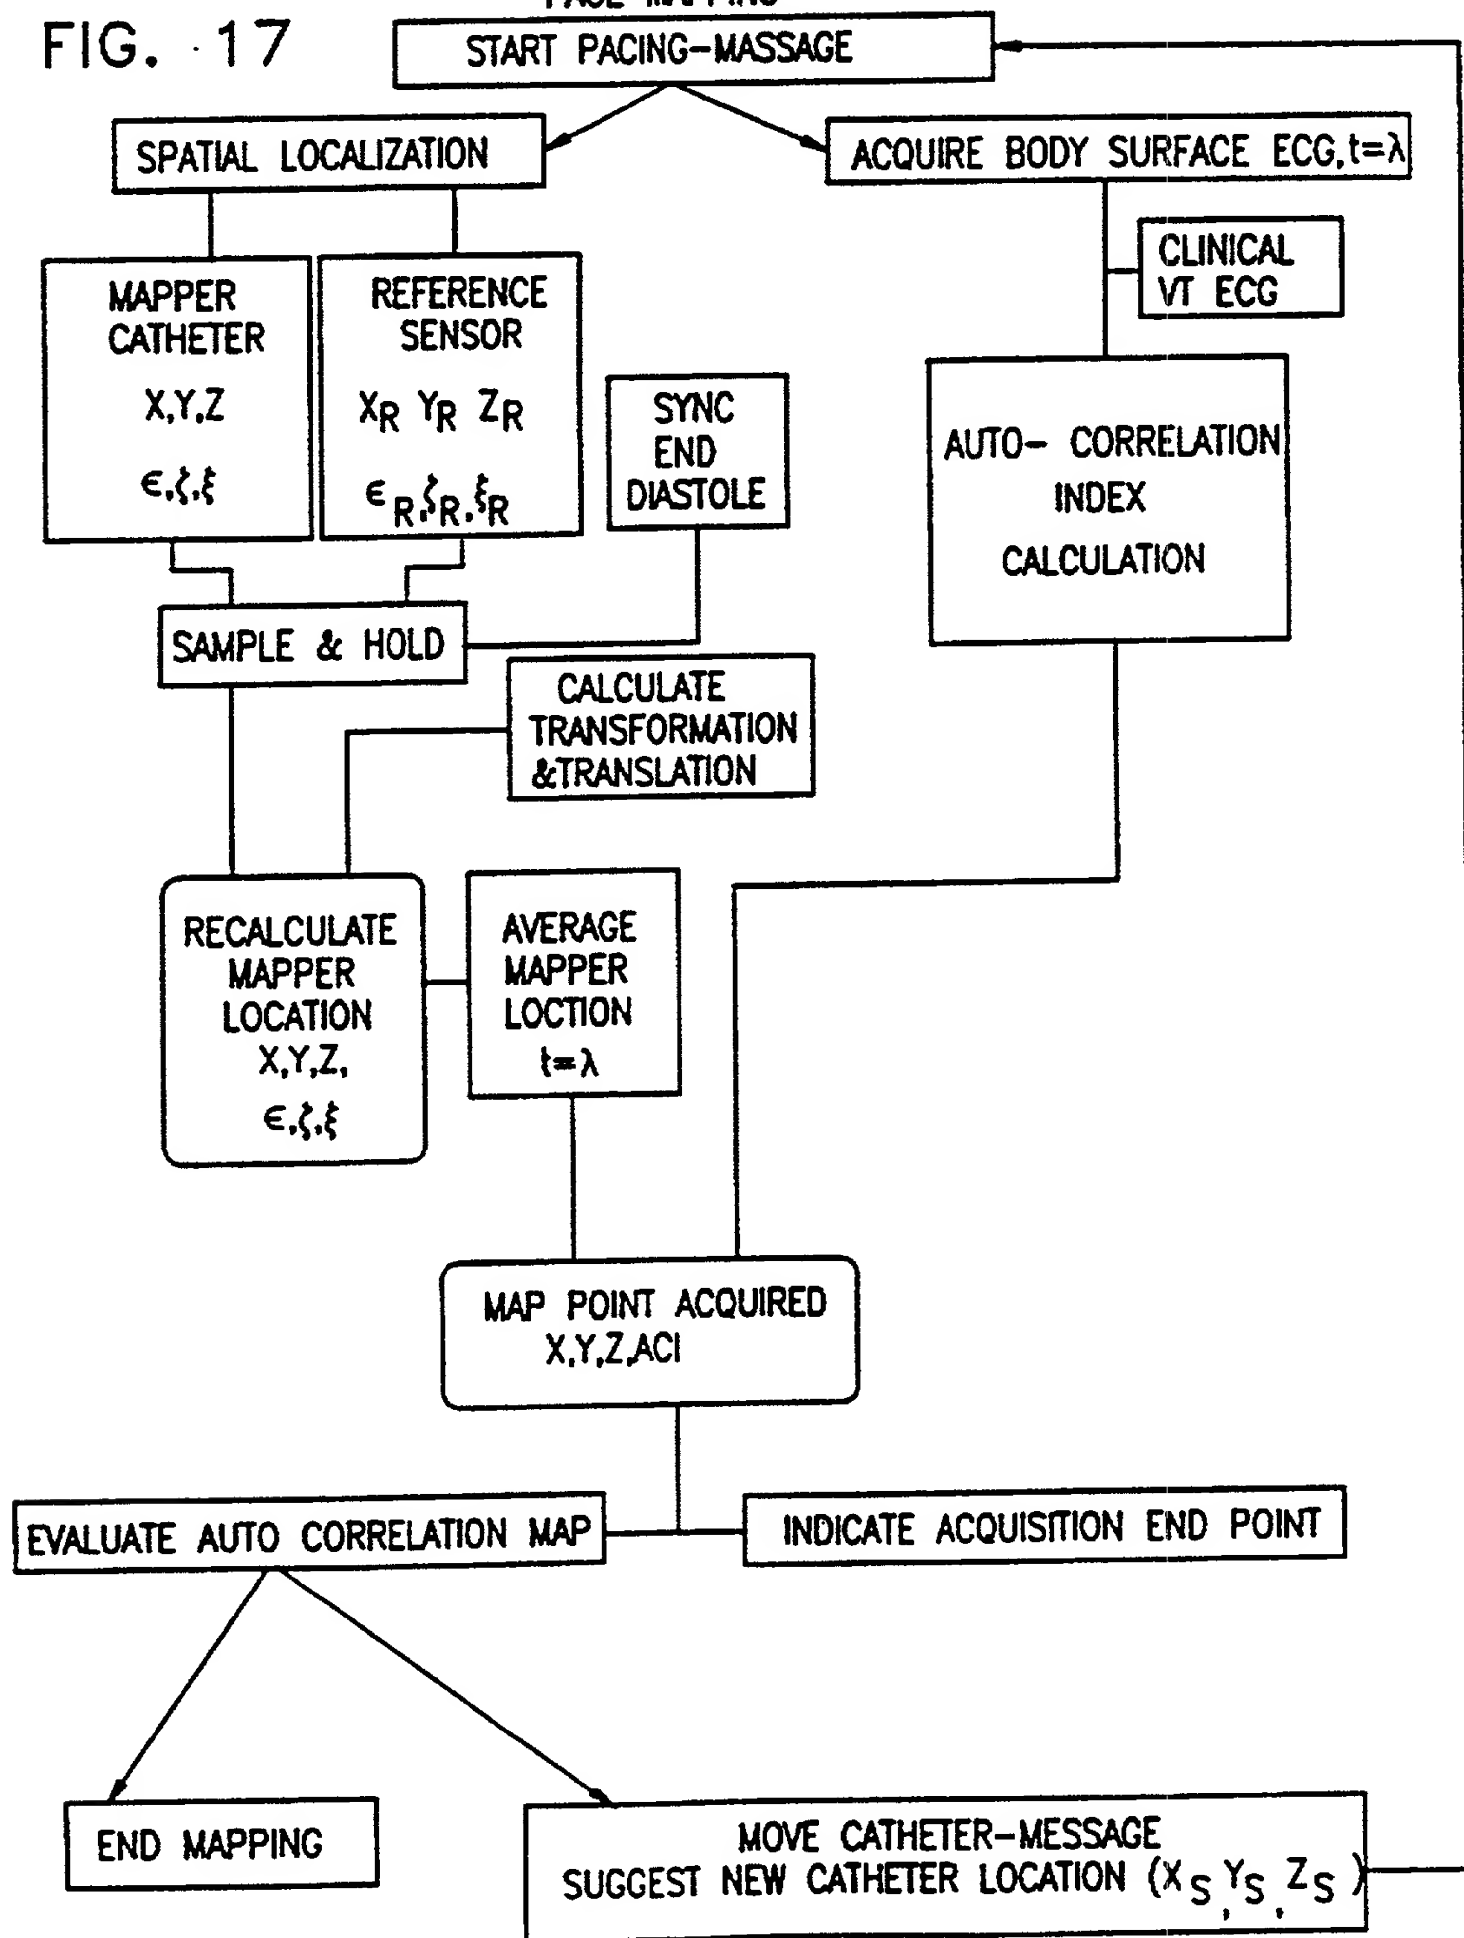 FIG. 17
PACE MAPPING
START PACING-MASSAGE
SPATIAL LOCALIZATION
ACQUIRE BODY SURFACE ECG,t=λ
CLINICAL
VT ECG
MAPPER
CATHETER
X,Y,Z
ϵ,ζ,ξ
REFERENCE
SENSOR
XR YR ZR
ϵR,ζR,ξR
SYNC
END
DIASTOLE
AUTO- CORRELATION
INDEX
CALCULATION
SAMPLE & HOLD
CALCULATE
TRANSFORMATION
&TRANSLATION
RECALCULATE
MAPPER
LOCATION
X,Y,Z,
ϵ,ζ,ξ
AVERAGE
MAPPER
LOCTION
t=λ
MAP POINT ACQUIRED
X,Y,Z,ACI
EVALUATE AUTO CORRELATION MAP
INDICATE ACQUISITION END POINT
END MAPPING
MOVE CATHETER-MESSAGE
SUGGEST NEW CATHETER LOCATION (XS,YS,ZS)